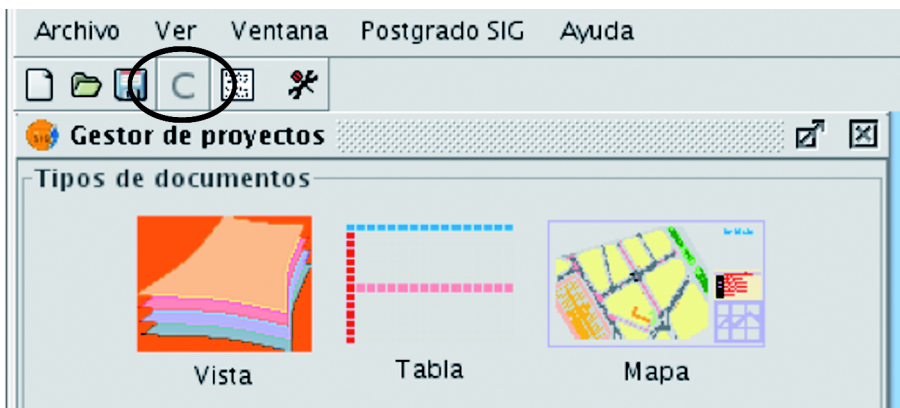 Archivo Ver Ventana Postgrado SIG Ayuda
C
Gestor de proyectos
Tipos de documentos
Vista Tabla Mapa